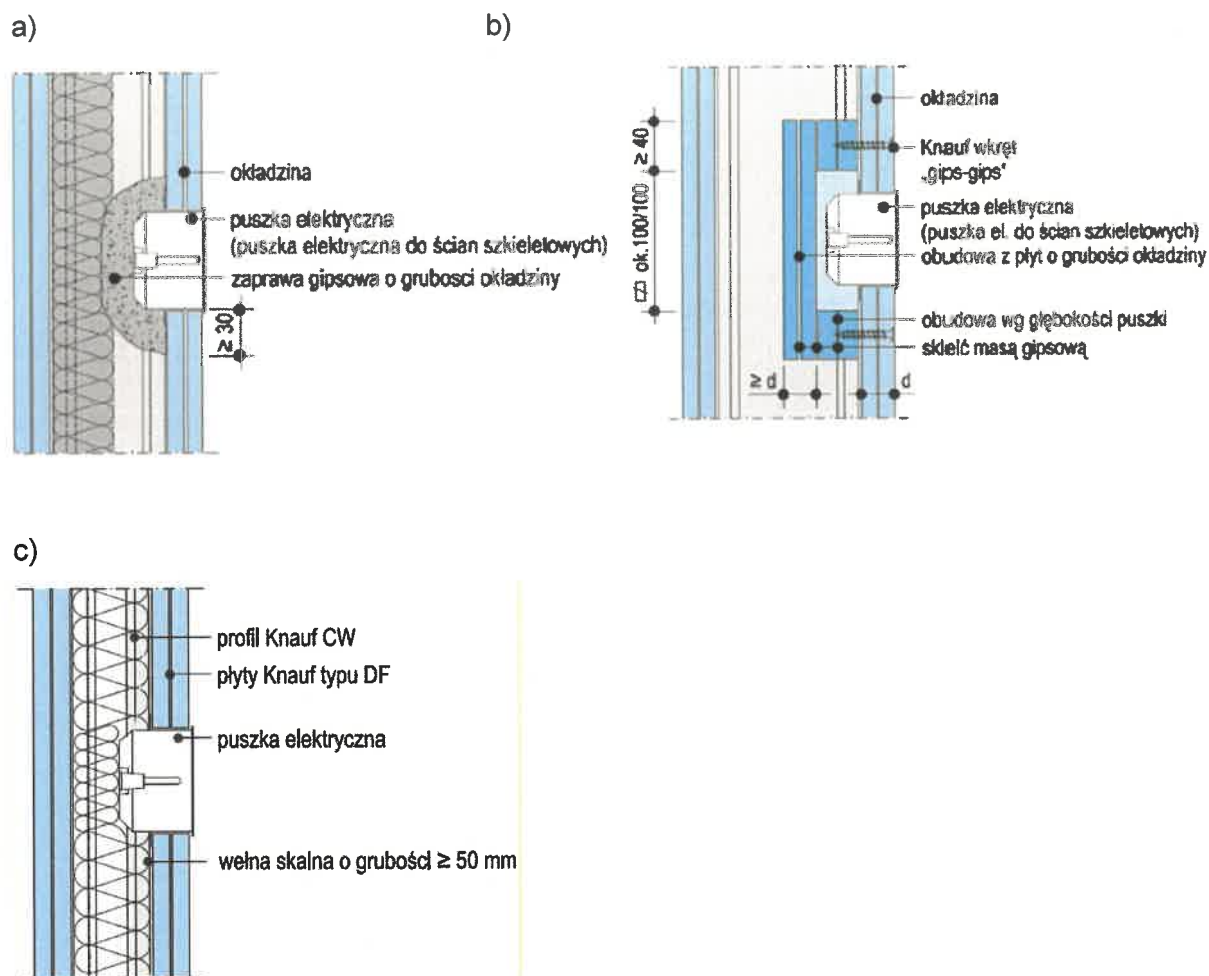 a)
okładzina
puszka elektryczna
(puszka elektryczna do ścian szkieletowych)
zaprawa gipsowa o grubosci okładziny
≥ 30
b)
okładzina
Knauf wkręt
„gips-gips"
puszka elektryczna
(puszka el. do ścian szkieletowych)
obudowa z płyt o grubości okładziny
obudowa wg głębokości puszki
skleić masą gipsową
≥ 40
ok.100/100
≥ d
d
c)
profil Knauf CW
płyty Knauf typu DF
puszka elektryczna
wełna skalna o grubości ≥ 50 mm